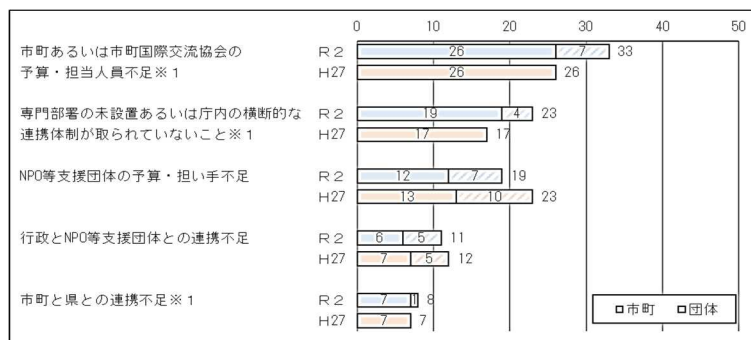 0 10 20 30 40 50
市町あるいは市町国際交流協会の
予算・担当人員不足※1
R2 26 7 33
H27 26 26
専門部署の未設置あるいは庁内の横断的な
連携体制が取られていないこと※1
R2 19 4 23
H27 17 17
NPO等支援団体の予算・担い手不足
R2 12 7 19
H27 13 10 23
行政とNPO等支援団体との連携不足
R2 6 5 11
H27 7 5 12
市町と県との連携不足※1
R2 7 1 8
H27 7 7
市町 団体